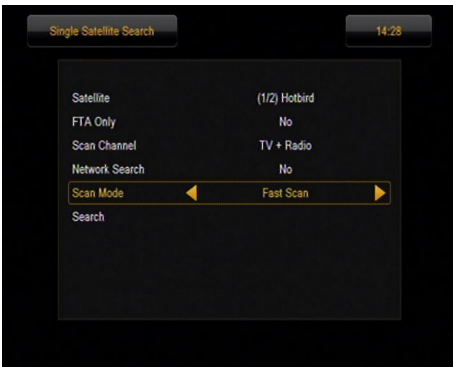 Single Satellite Search 14:28
Satellite (1/2) Hotbird
FTA Only No
Scan Channel TV + Radio
Network Search No
Scan Mode Fast Scan
Search